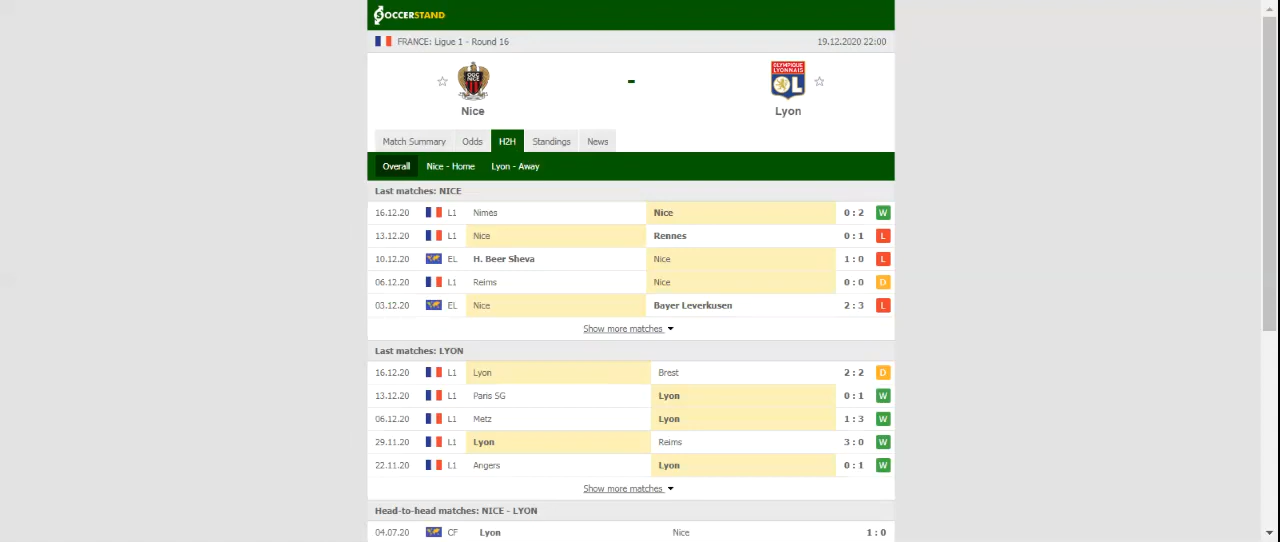 SOCCERSTAND
FRANCE: Ligue 1 - Round 16 19.12.2020 22:00
OGC NICE OLYMPIQUE LYONNAIS OL
-
Nice Lyon
Match Summary Odds H2H Standings News
Overall Nice - Home Lyon - Away
Last matches: NICE
16.12.20 L1 Nimes Nice 0 : 2 W
13.12.20 L1 Nice Rennes 0 : 1 L
10.12.20 EL H. Beer Sheva Nice 1 : 0 L
06.12.20 L1 Reims Nice 0 : 0 D
03.12.20 EL Nice Bayer Leverkusen 2 : 3 L
Show more matches
Last matches: LYON
16.12.20 L1 Lyon Brest 2 : 2 D
13.12.20 L1 Paris SG Lyon 0 : 1 W
06.12.20 L1 Metz Lyon 1 : 3 W
29.11.20 L1 Lyon Reims 3 : 0 W
22.11.20 L1 Angers Lyon 0 : 1 W
Show more matches
Head-to-head matches: NICE - LYON
04.07.20 CF Lyon Nice 1 : 0